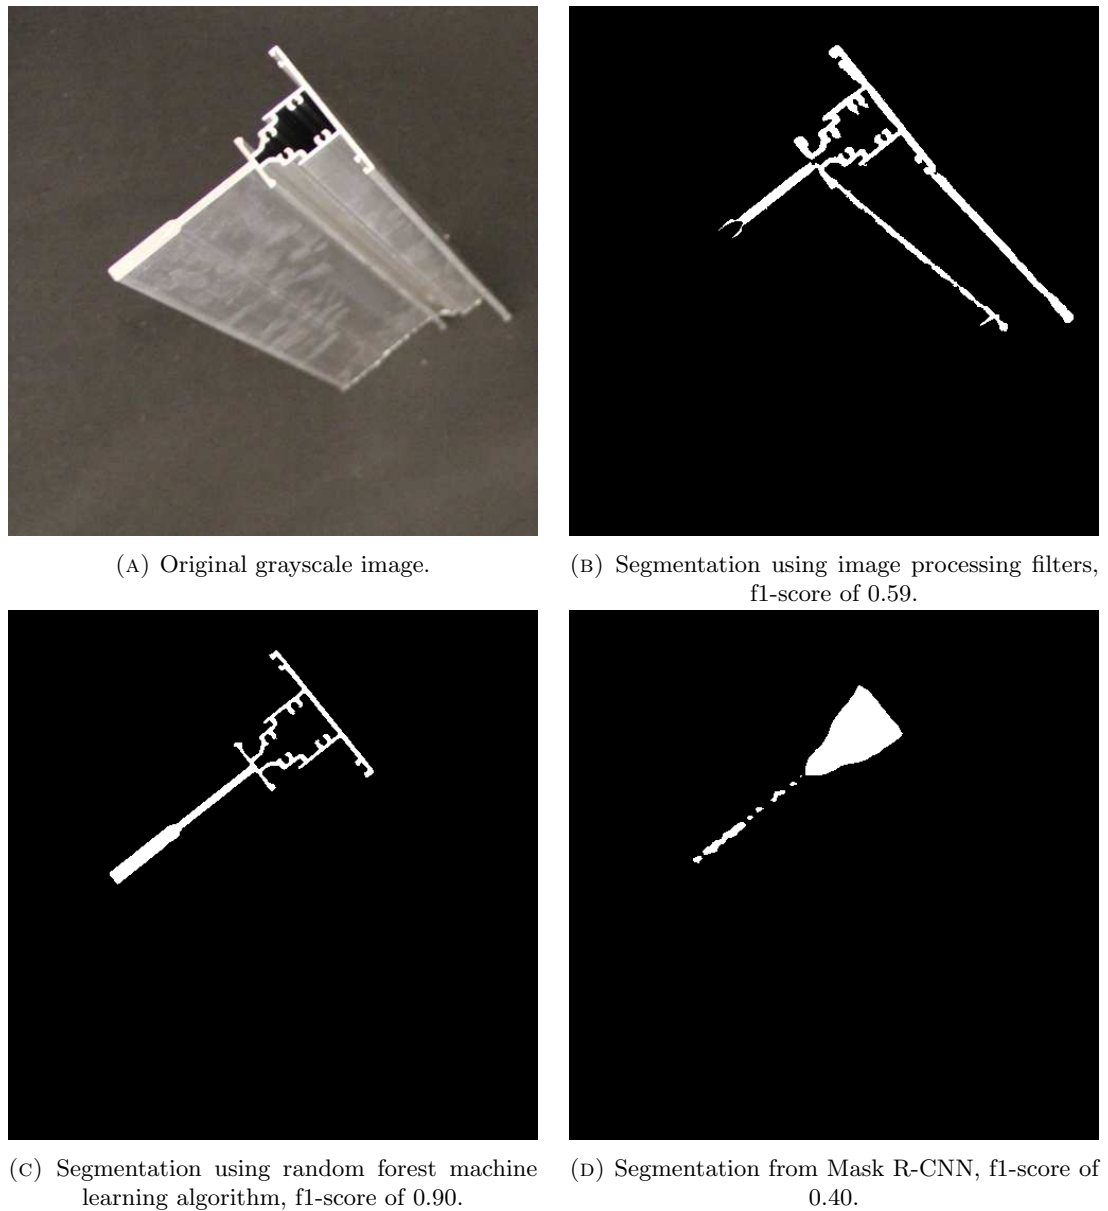 (A) Original grayscale image.
(B) Segmentation using image processing filters,
f1-score of 0.59.
(C) Segmentation using random forest machine
learning algorithm, f1-score of 0.90.
(D) Segmentation from Mask R-CNN, f1-score of
0.40.